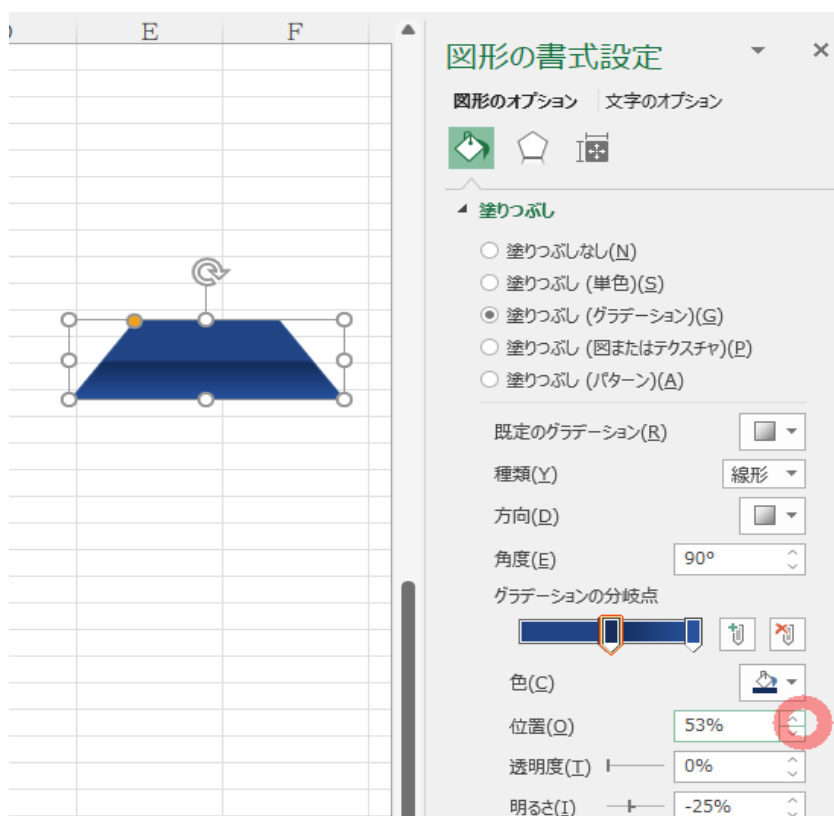 E F
図形の書式設定
図形のオプション 文字のオプション
塗りつぶし
塗りつぶしなし(N)
塗りつぶし (単色)(S)
塗りつぶし (グラデーション)(G)
塗りつぶし (図またはテクスチャ)(P)
塗りつぶし (パターン)(A)
既定のグラデーション(R)
種類(Y) 線形
方向(D)
角度(E) 90°
グラデーションの分岐点
色(C)
位置(O) 53%
透明度(T) 0%
明るさ(I) -25%